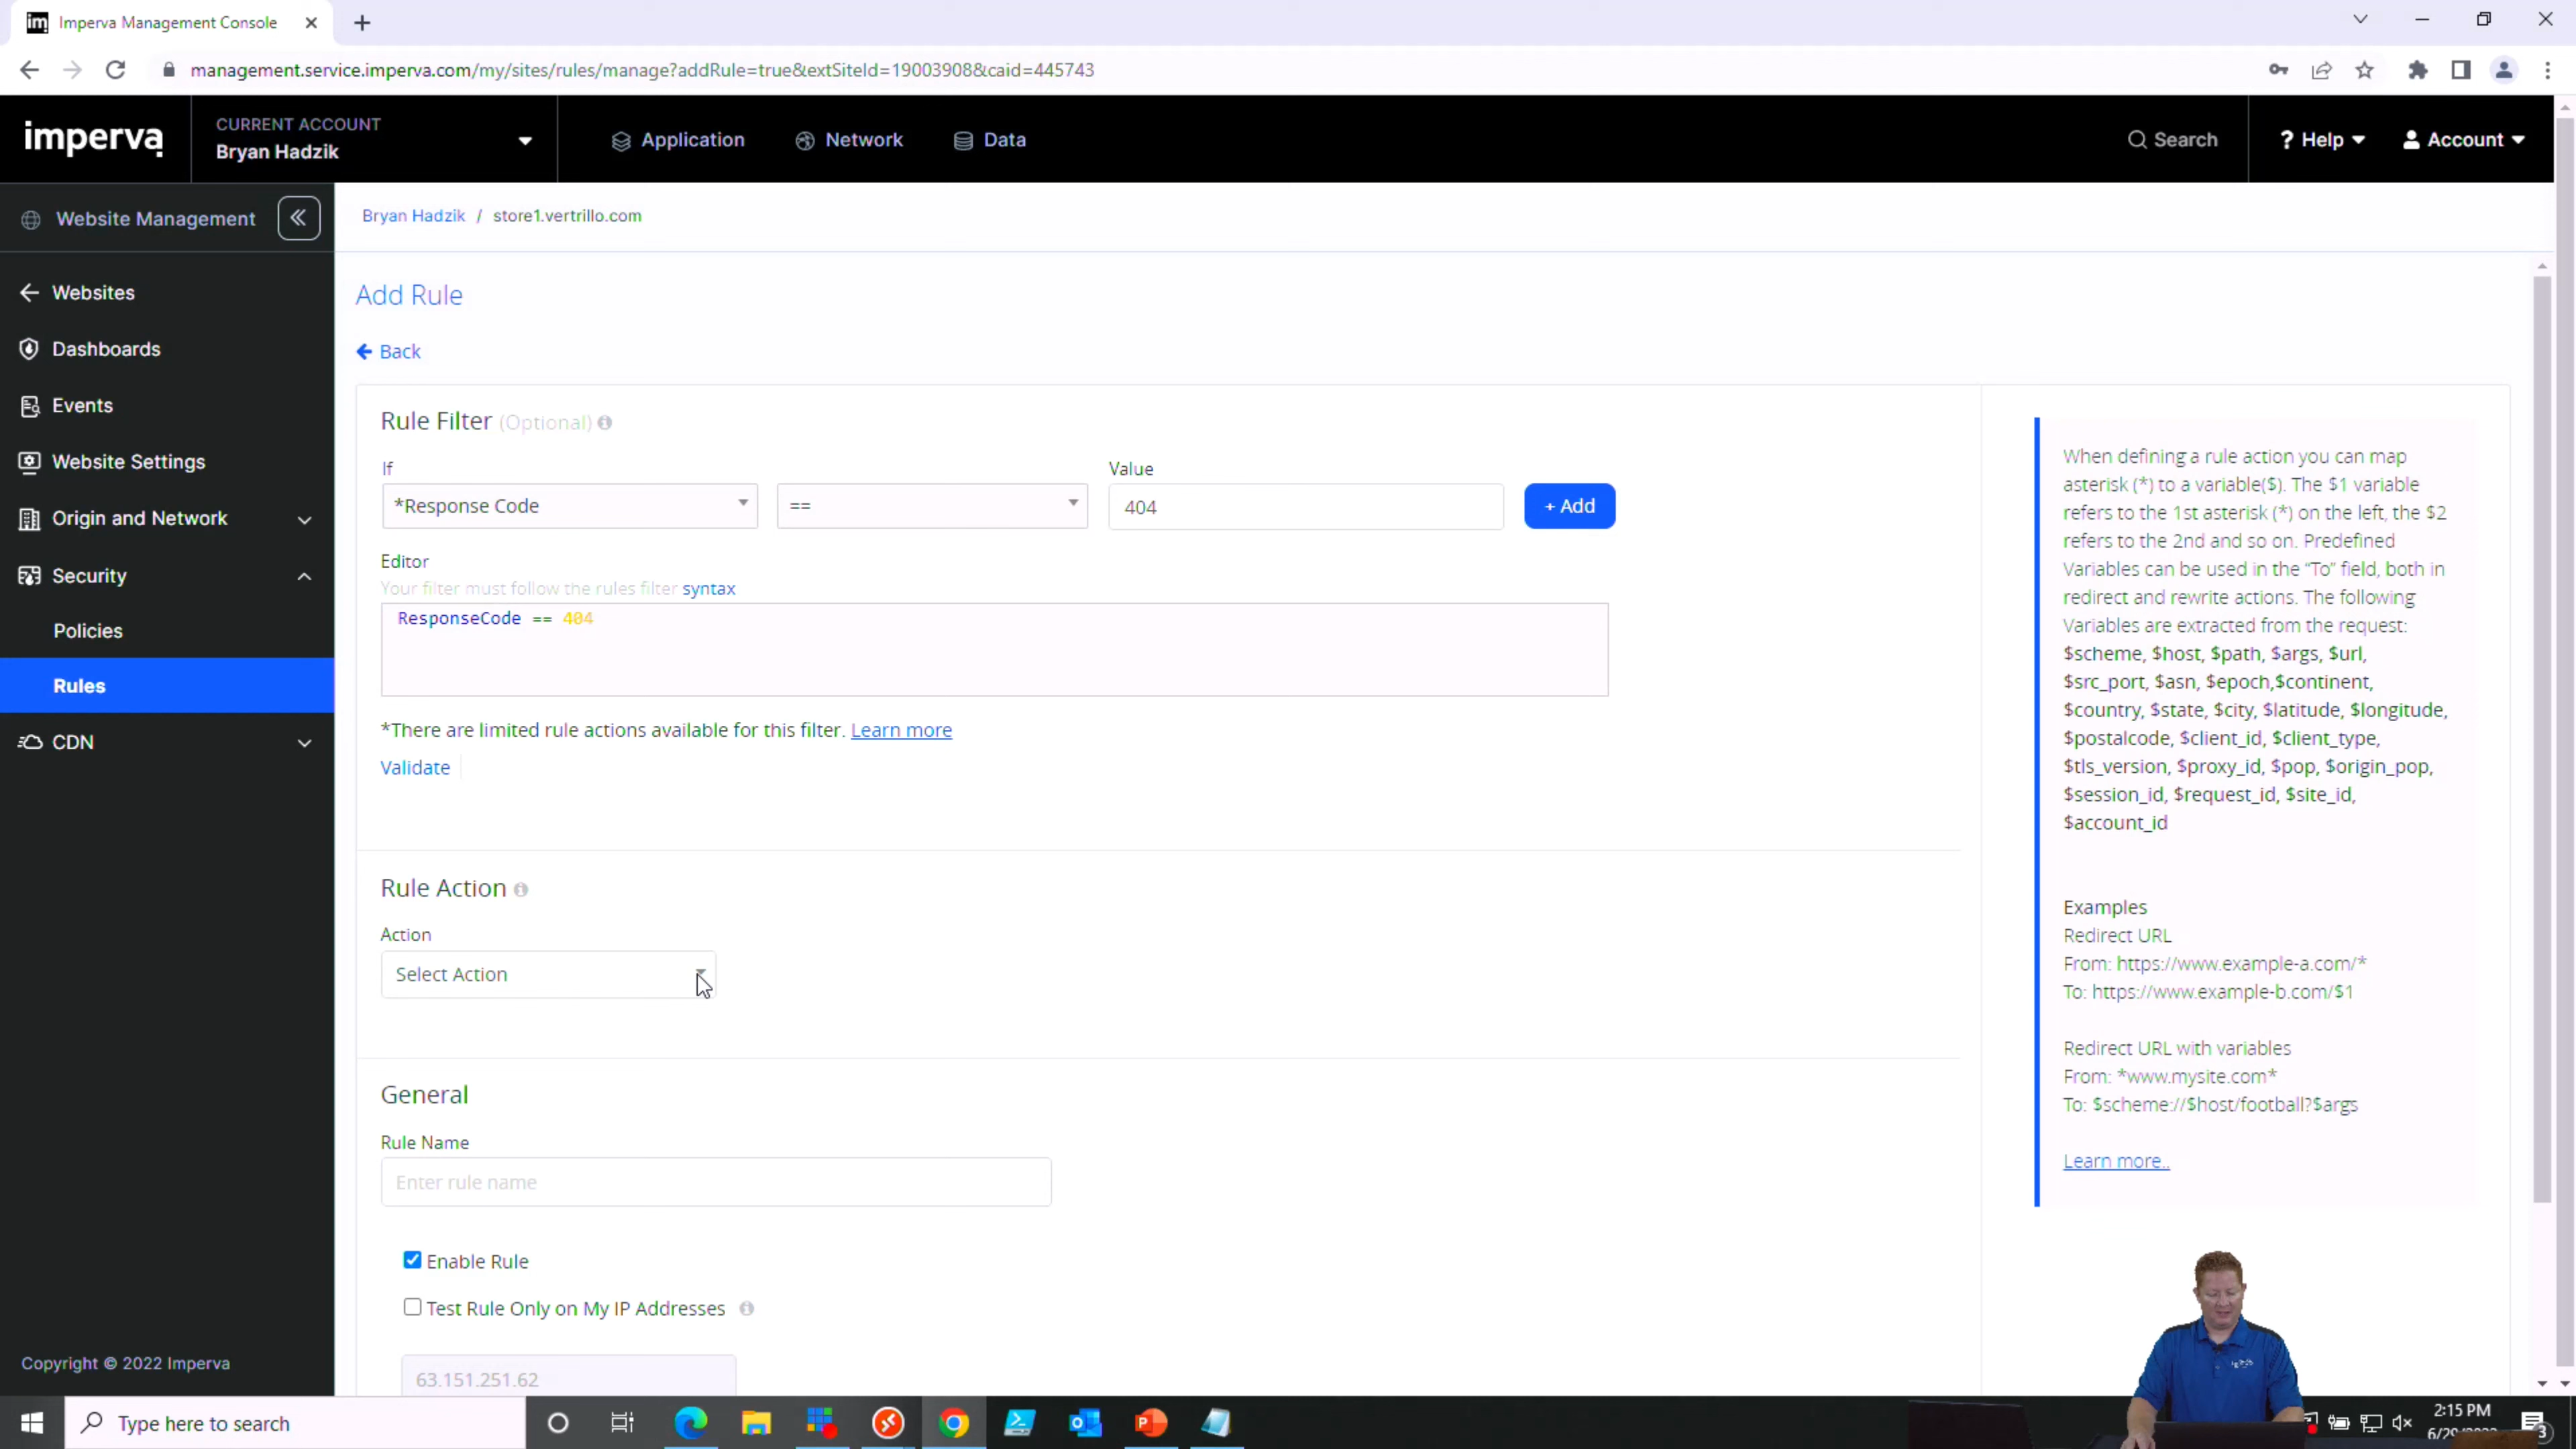 Imperva Management Console
management.service.imperva.com/my/sites/rules/manage?addRule=true&extSiteId=19003908&caid=445743
imperva
CURRENT ACCOUNT
Bryan Hadzik
Application
Network
Data
Search
? Help
Account
Website Management
Bryan Hadzik / store1.vertrillo.com
Websites
Dashboards
Events
Website Settings
Origin and Network
Security
Policies
Rules
CDN
Copyright © 2022 Imperva
Add Rule
Back
Rule Filter (Optional)
If
Value
*Response Code
==
404
+ Add
Editor
Your filter must follow the rules filter syntax
ResponseCode == 404
*There are limited rule actions available for this filter. Learn more
Validate
Rule Action
Action
Select Action
General
Rule Name
Enter rule name
Enable Rule
Test Rule Only on My IP Addresses
63.151.251.62
When defining a rule action you can map
asterisk (*) to a variable($). The $1 variable
refers to the 1st asterisk (*) on the left, the $2
refers to the 2nd and so on. Predefined
Variables can be used in the “To” field, both in
redirect and rewrite actions. The following
Variables are extracted from the request:
$scheme, $host, $path, $args, $url,
$src_port, $asn, $epoch,$continent,
$country, $state, $city, $latitude, $longitude,
$postalcode, $client_id, $client_type,
$tls_version, $proxy_id, $pop, $origin_pop,
$session_id, $request_id, $site_id,
$account_id
Examples
Redirect URL
From: https://www.example-a.com/*
To: https://www.example-b.com/$1
Redirect URL with variables
From: *www.mysite.com*
To: $scheme://$host/football?$args
Learn more..
Type here to search
2:15 PM
3